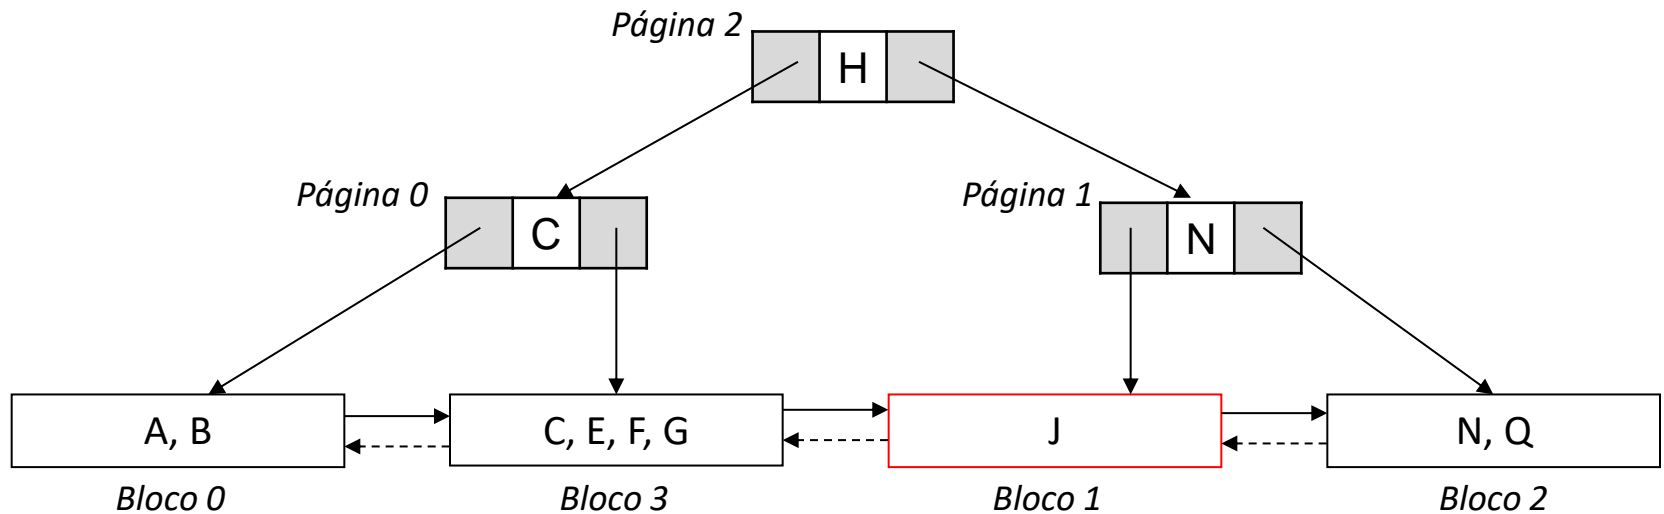 Página 2
H
Página 0
C
Página 1
N
A, B
C, E, F, G
J
N, Q
Bloco 0
Bloco 3
Bloco 1
Bloco 2